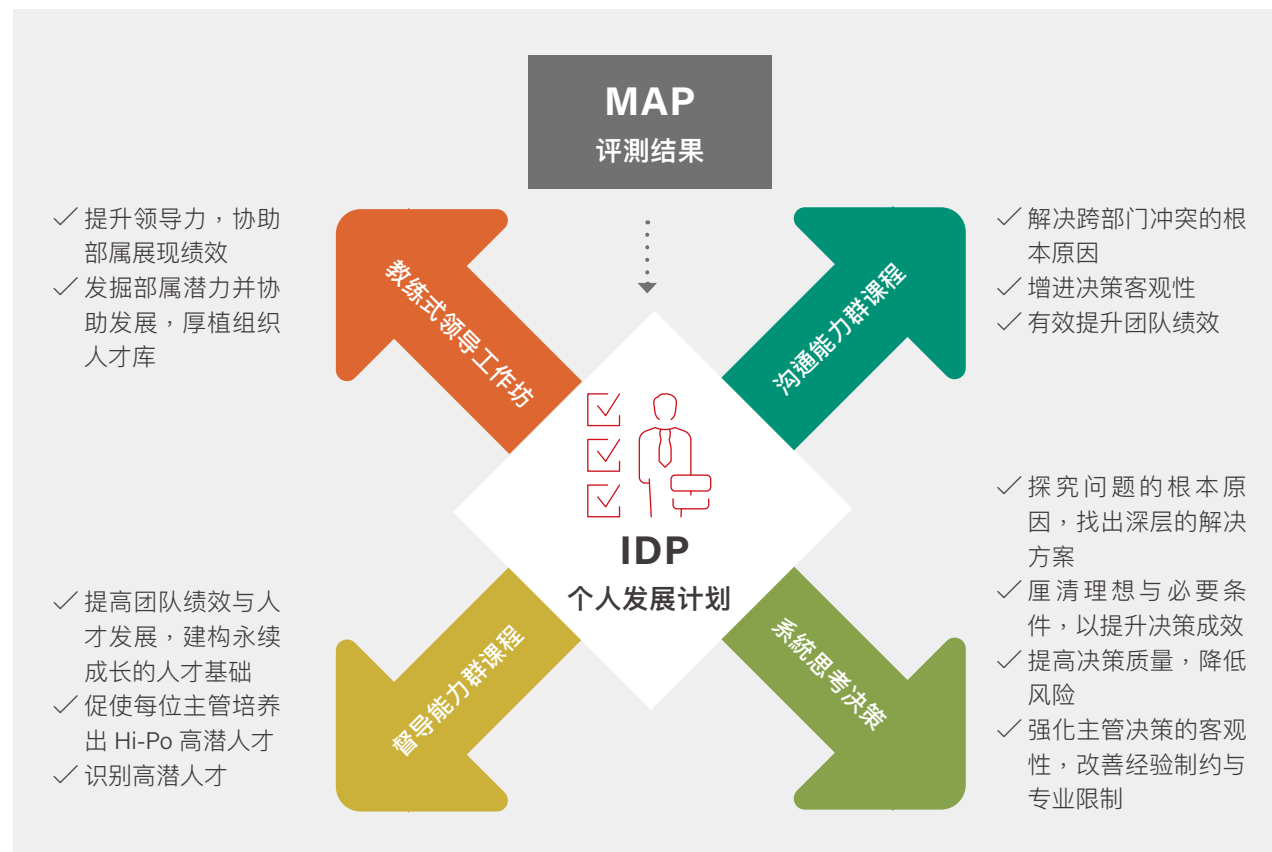 MAP
评测结果
提升领导力，协助
部属展现绩效
发掘部属潜力并协
助发展，厚植组织
人才库
教练式领导工作坊
沟通能力群课程
解决跨部门冲突的根
本原因
增进决策客观性
有效提升团队绩效
IDP
个人发展计划
提高团队绩效与人
才发展，建构永续
成长的人才基础
促使每位主管培养
出 Hi-Po 高潜人才
识别高潜人才
督导能力群课程
系統思考决策
探究问题的根本原
因，找出深层的解决
方案
厘清理想与必要条
件，以提升决策成效
提高决策质量，降低
风险
强化主管决策的客观
性，改善经验制约与
专业限制